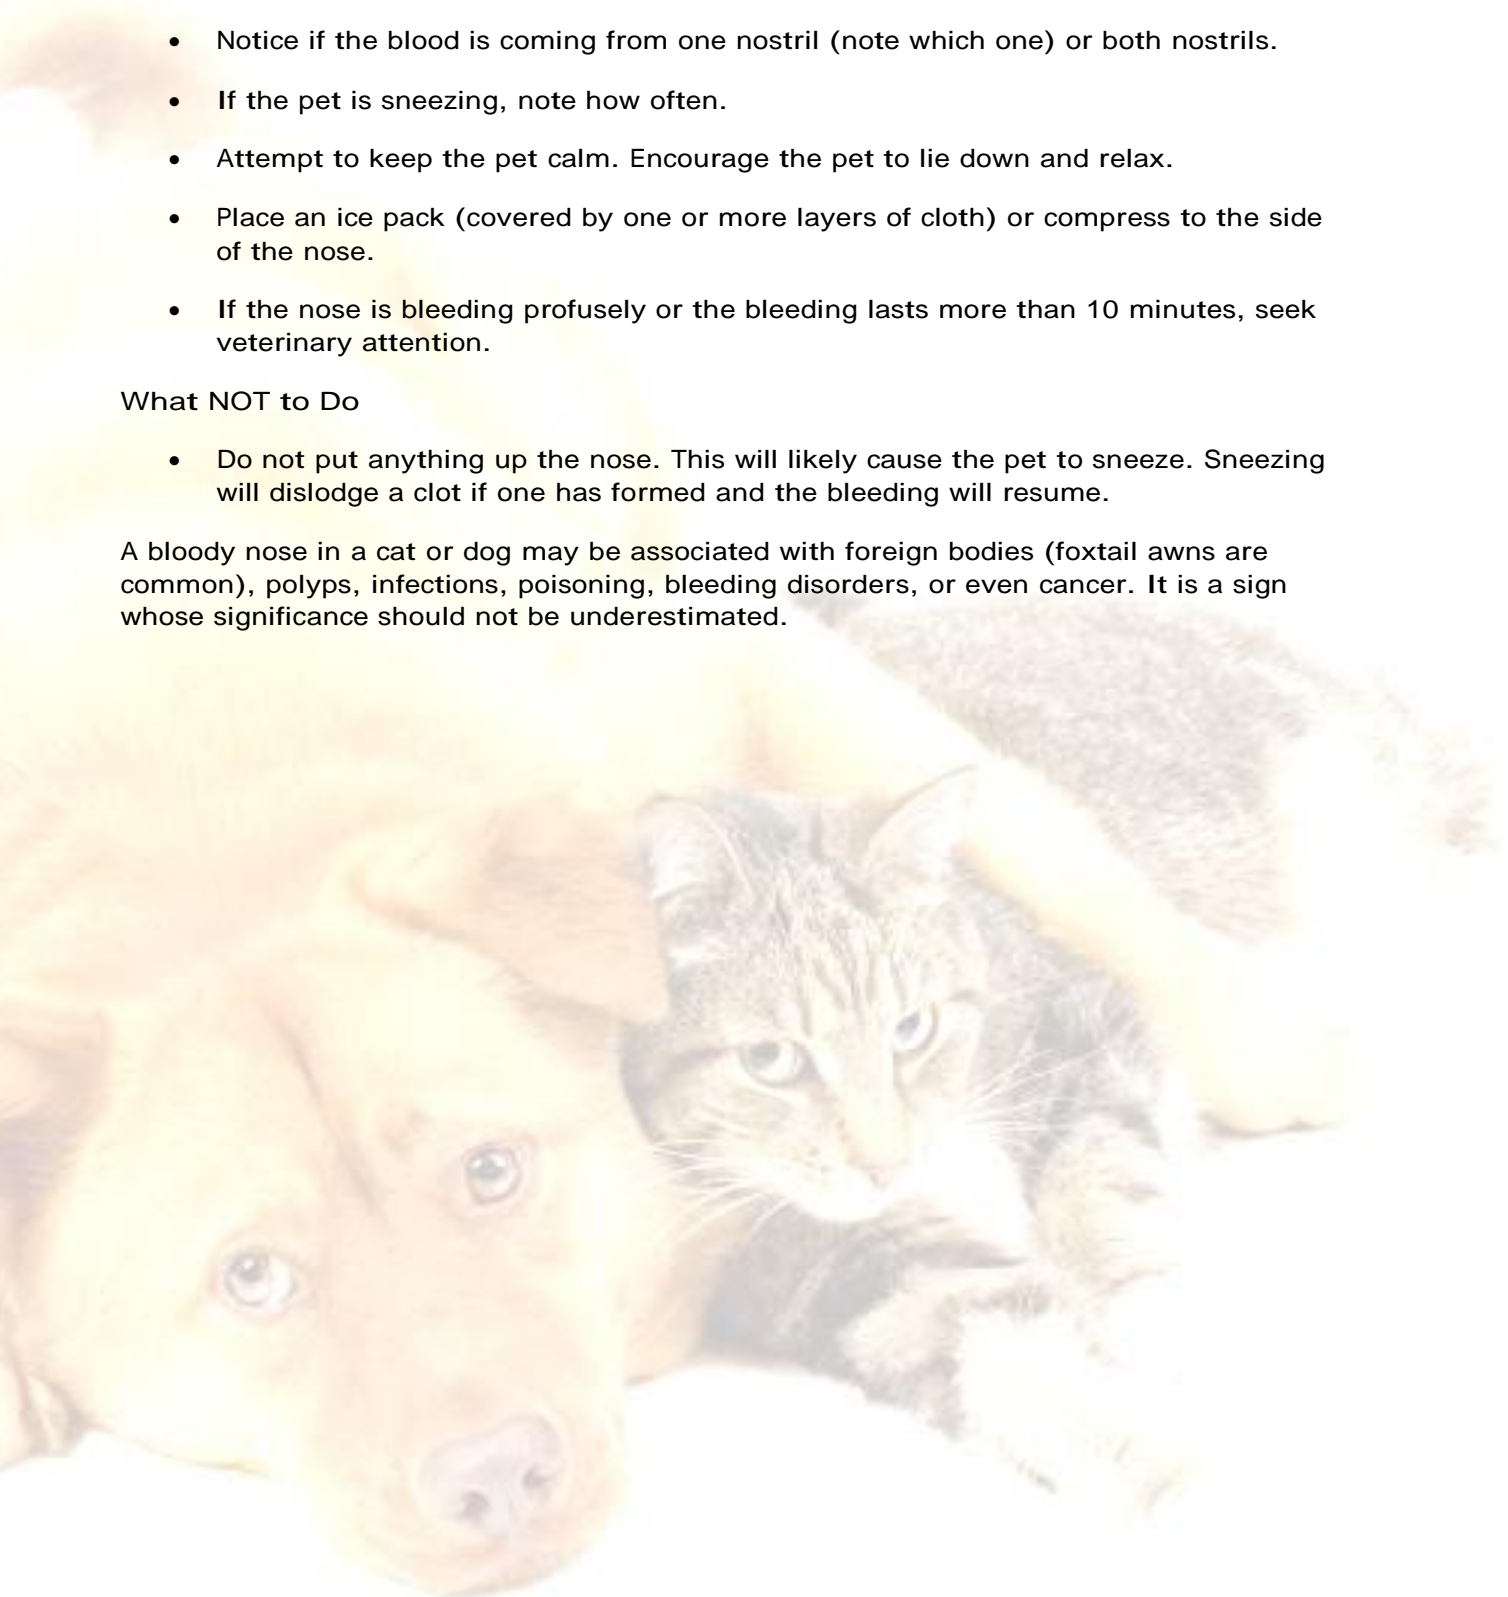 • Notice if the blood is coming from one nostril (note which one) or both nostrils.
• If the pet is sneezing, note how often.
• Attempt to keep the pet calm. Encourage the pet to lie down and relax.
• Place an ice pack (covered by one or more layers of cloth) or compress to the side
of the nose.
• If the nose is bleeding profusely or the bleeding lasts more than 10 minutes, seek
veterinary attention.
What NOT to Do
• Do not put anything up the nose. This will likely cause the pet to sneeze. Sneezing
will dislodge a clot if one has formed and the bleeding will resume.
A bloody nose in a cat or dog may be associated with foreign bodies (foxtail awns are
common), polyps, infections, poisoning, bleeding disorders, or even cancer. It is a sign
whose significance should not be underestimated.